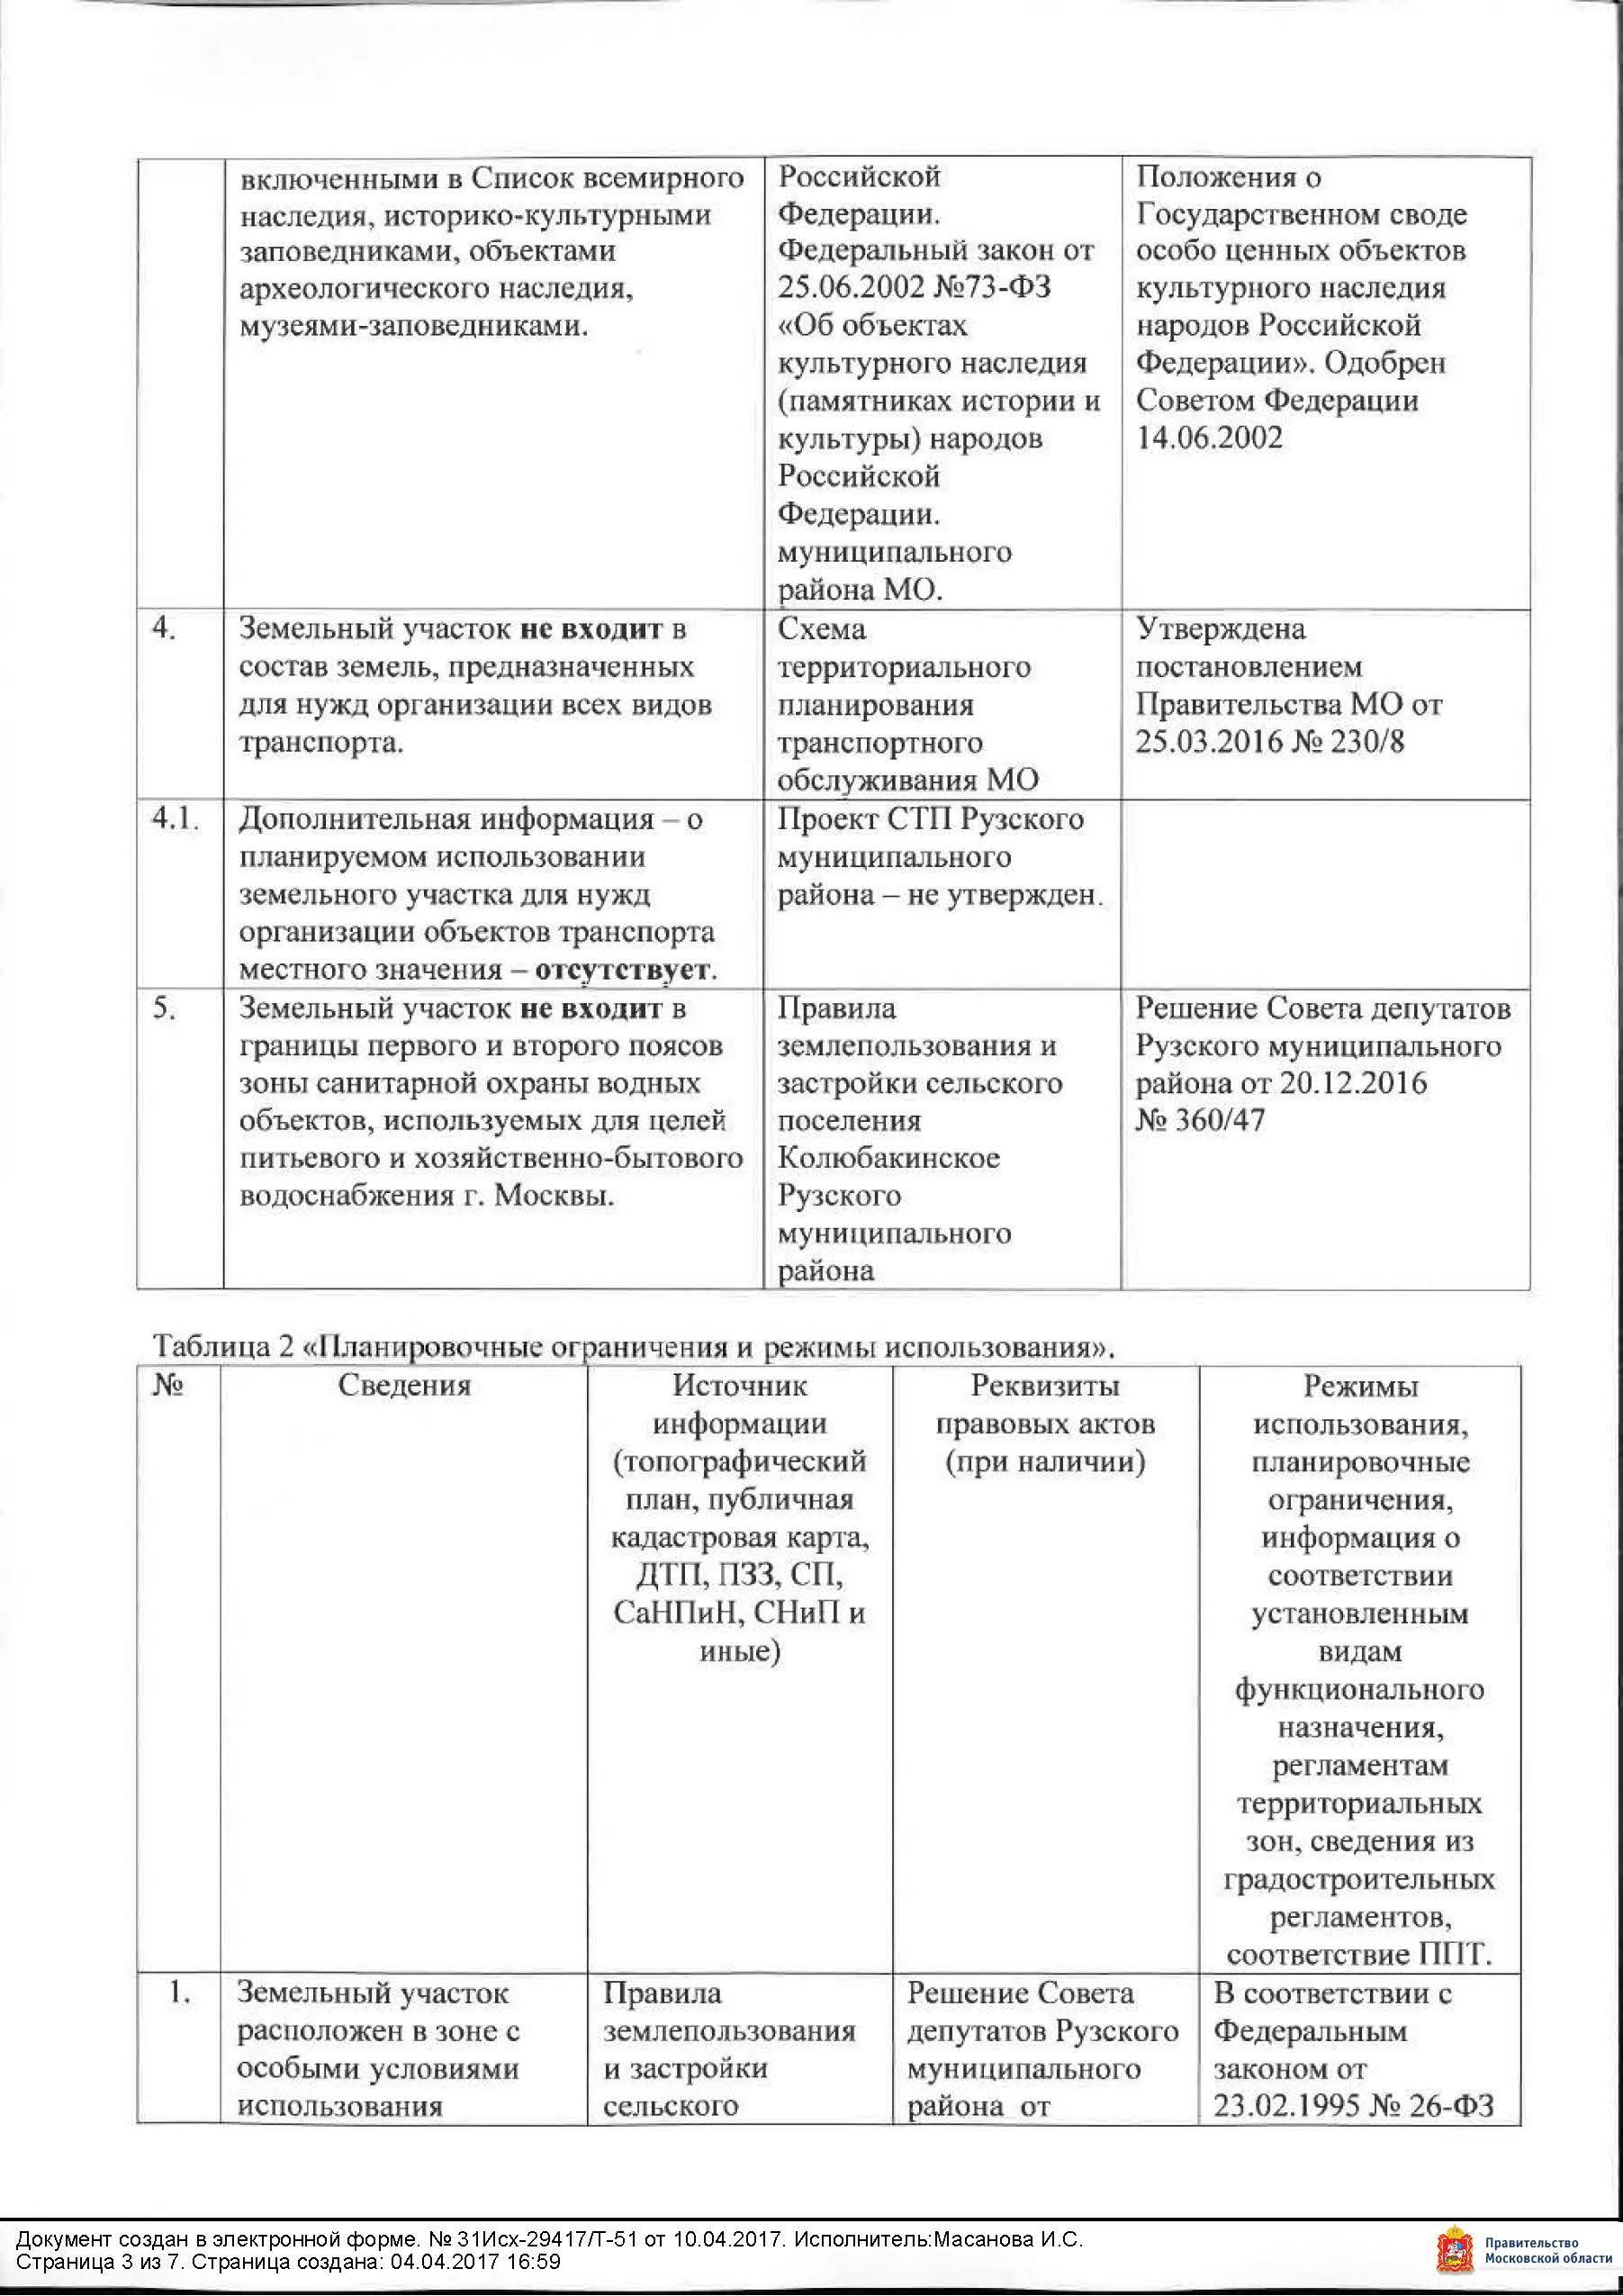 включенными в Список всемирного
наследия, историко-культурными
заповедниками, объектами
археологического наследия,
музеями-заповедниками.
Российской
Федерации.
Федеральный закон от
25.06.2002 №73-ФЗ
«Об объектах
культурного наследия
(памятниках истории и
культуры) народов
Российской
Федерации.
муниципального
района МО.
Положения о
Государственном своде
особо ценных объектов
культурного наследия
народов Российской
Федерации». Одобрен
Советом Федерации
14.06.2002
4.
Земельный участок не входит в
состав земель, предназначенных
для нужд организации всех видов
транспорта.
Схема
территориального
планирования
транспортного
обслуживания МО
Утверждена
постановлением
Правительства МО от
25.03.2016 № 230/8
4.1.
Дополнительная информация – о
планируемом использовании
земельного участка для нужд
организации объектов транспорта
местного значения – отсутствует.
Проект СТП Рузского
муниципального
района – не утвержден.
5.
Земельный участок не входит в
границы первого и второго поясов
зоны санитарной охраны водных
объектов, используемых для целей
питьевого и хозяйственно-бытового
водоснабжения г. Москвы.
Правила
землепользования и
застройки сельского
поселения
Колюбакинское
Рузского
муниципального
района
Решение Совета депутатов
Рузского муниципального
района от 20.12.2016
№ 360/47
Таблица 2 «Планировочные ограничения и режимы использования».
№
Сведения
Источник
информации
(топографический
план, публичная
кадастровая карта,
ДТП, ПЗЗ, СП,
СаНПиН, СНиП и
иные)
Реквизиты
правовых актов
(при наличии)
Режимы
использования,
планировочные
ограничения,
информация о
соответствии
установленным
видам
функционального
назначения,
регламентам
территориальных
зон, сведения из
градостроительных
регламентов,
соответствие ППТ.
1.
Земельный участок
расположен в зоне с
особыми условиями
использования
Правила
землепользования
и застройки
сельского
Решение Совета
депутатов Рузского
муниципального
района от
В соответствии с
Федеральным
законом от
23.02.1995 № 26-ФЗ
Документ создан в электронной форме. № 31Исх-29417/Т-51 от 10.04.2017. Исполнитель:Масанова И.С.
Страница 3 из 7. Страница создана: 04.04.2017 16:59
Правительство
Московской области